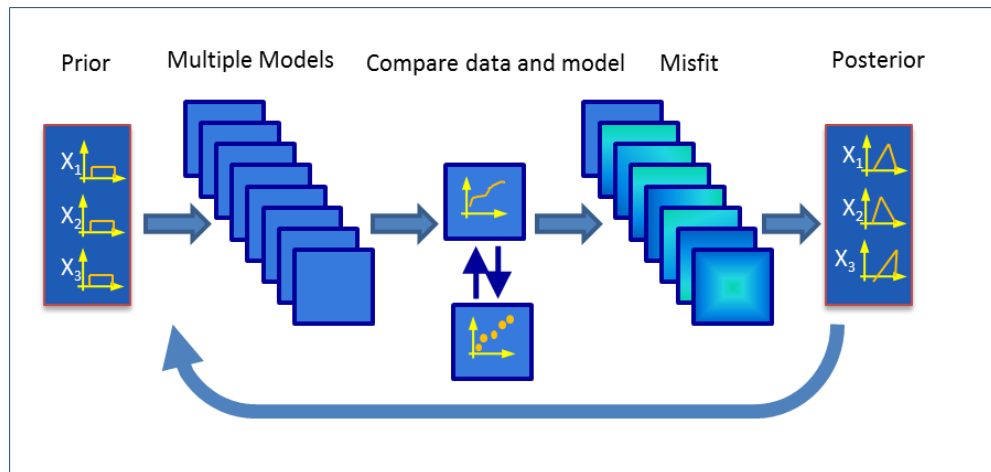 Prior
Multiple Models
Compare data and model
Misfit
Posterior
X1
X2
X3
X1
X2
X3